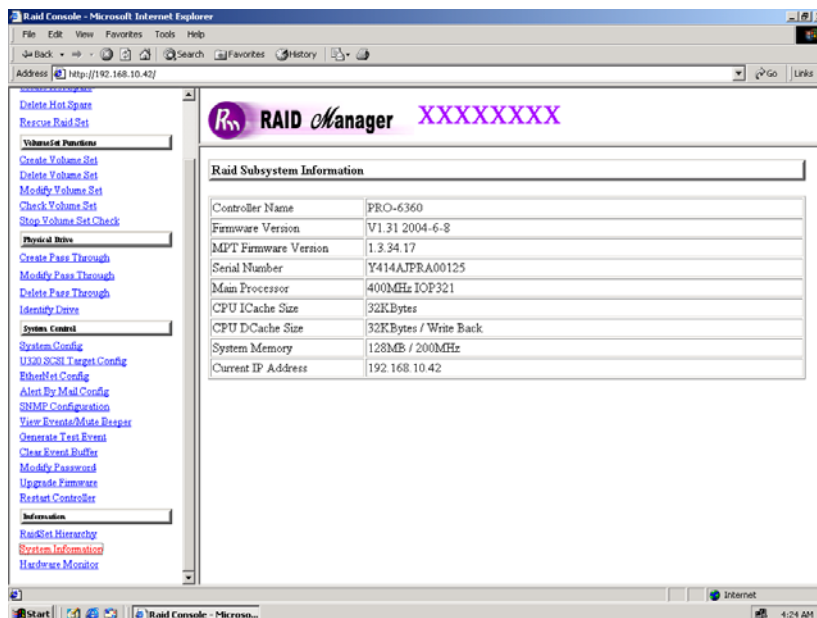 Raid Console - Microsoft Internet Explorer
File Edit View Favorites Tools Help
Back Search Favorites History
Address http://192.168.10.42/ Go Links
Delete Hot Spare
Rescue Raid Set
VolumeSet Functions
Create Volume Set
Delete Volume Set
Modify Volume Set
Check Volume Set
Stop Volume Set Check
Physical Drive
Create Pass Through
Modify Pass Through
Delete Pass Through
Identify Drive
System Control
System Config
U320 SCSI Target Config
EtherNet Config
Alert By Mail Config
SNMP Configuration
View Events/Mute Beeper
Generate Test Event
Clear Event Buffer
Modify Password
Upgrade Firmware
Restart Controller
Information
RaidSet Hierarchy
System Information
Hardware Monitor
Rm RAID Manager XXXXXXXX
Raid Subsystem Information
Controller Name PRO-6360
Firmware Version V1.31 2004-6-8
MPT Firmware Version 1.3.34.17
Serial Number Y414AJPRA00125
Main Processor 400MHz IOP321
CPU ICache Size 32KBytes
CPU DCache Size 32KBytes / Write Back
System Memory 128MB / 200MHz
Current IP Address 192.168.10.42
Internet
Start Raid Console - Microso... 4:24 AM